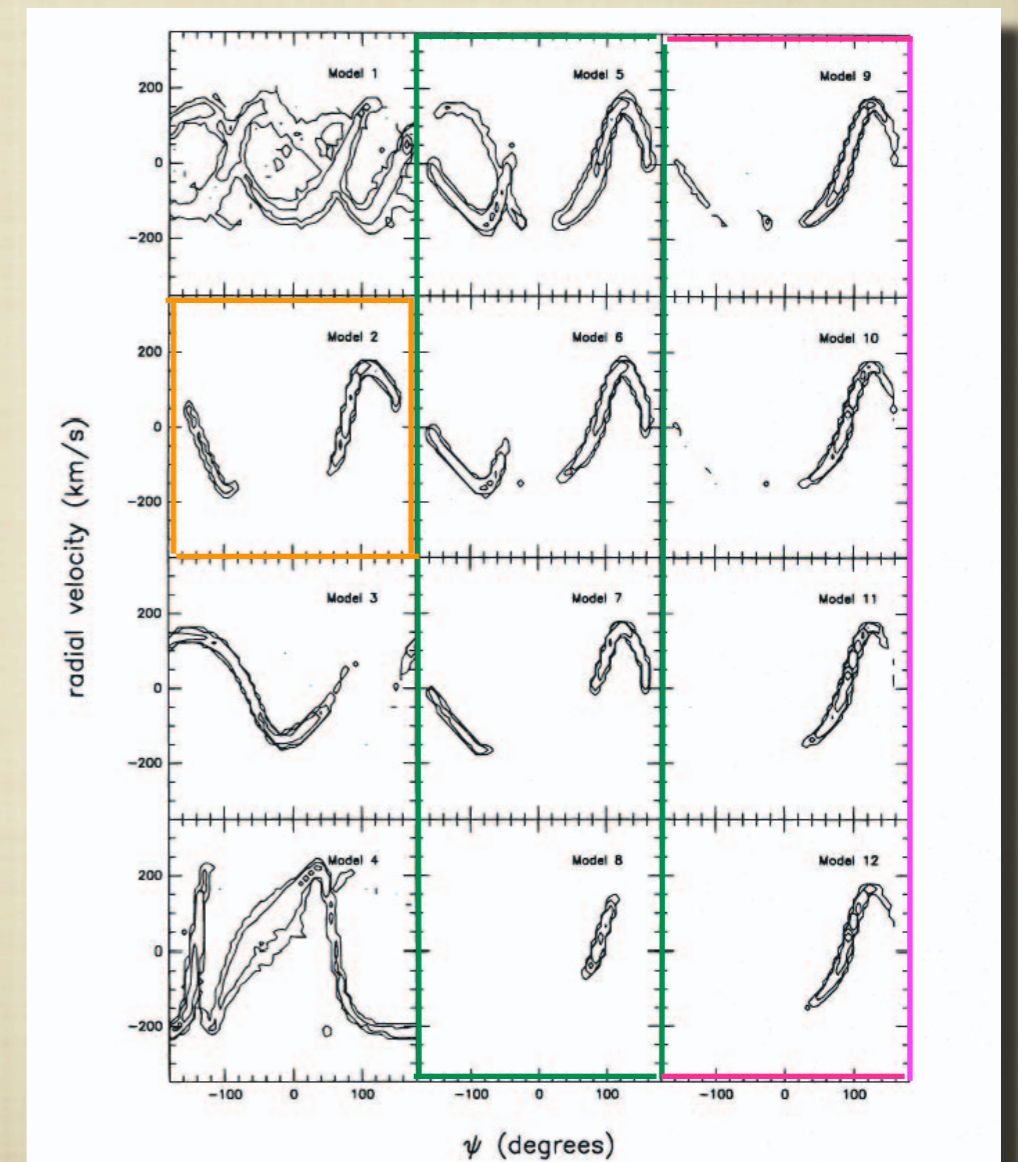 Model 1
Model 5
Model 9
200
0
-200
Model 2
Model 6
Model 10
200
0
-200
Model 3
Model 7
Model 11
200
0
-200
Model 4
Model 8
Model 12
200
0
-200
-100 0 100 -100 0 100 -100 0 100
radial velocity (km/s)
ψ (degrees)